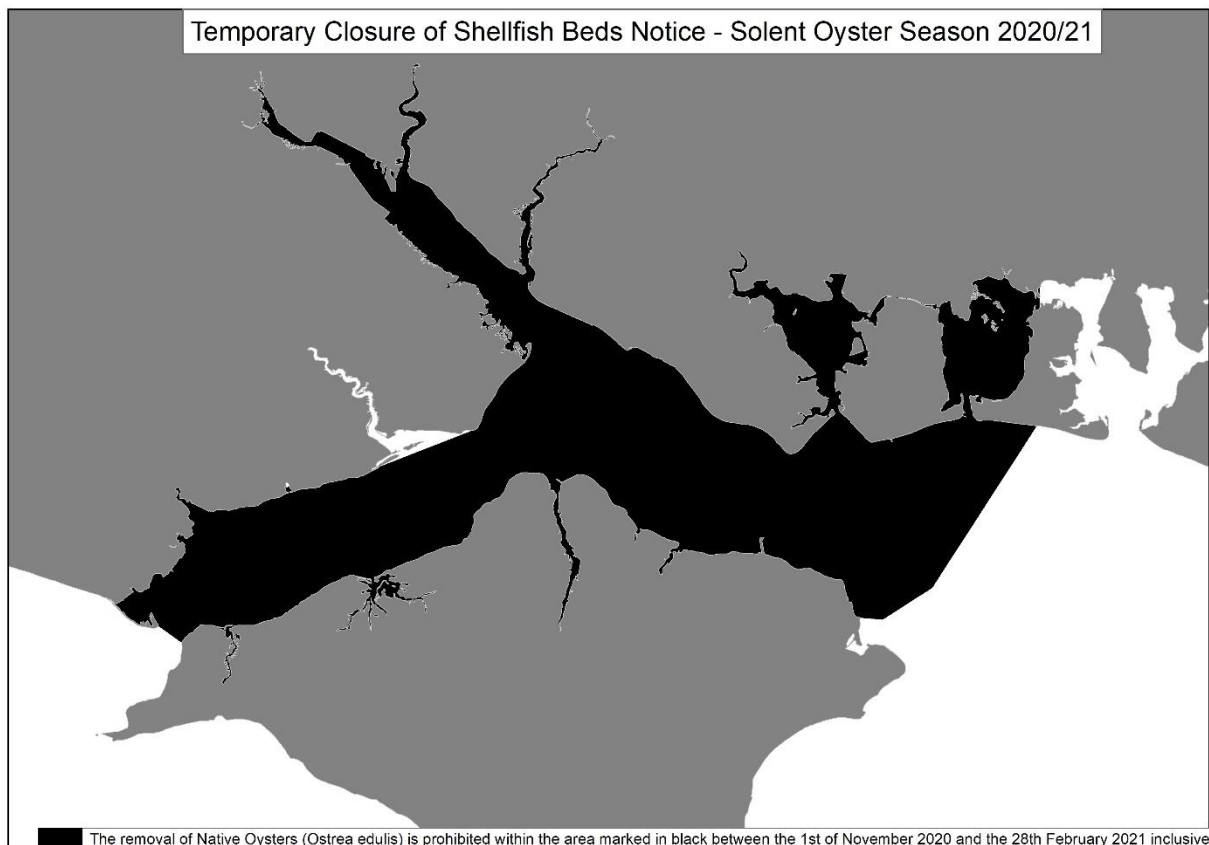 Temporary Closure of Shellfish Beds Notice - Solent Oyster Season 2020/21
The removal of Native Oysters (Ostrea edulis) is prohibited within the area marked in black between the 1st of November 2020 and the 28th February 2021 inclusive